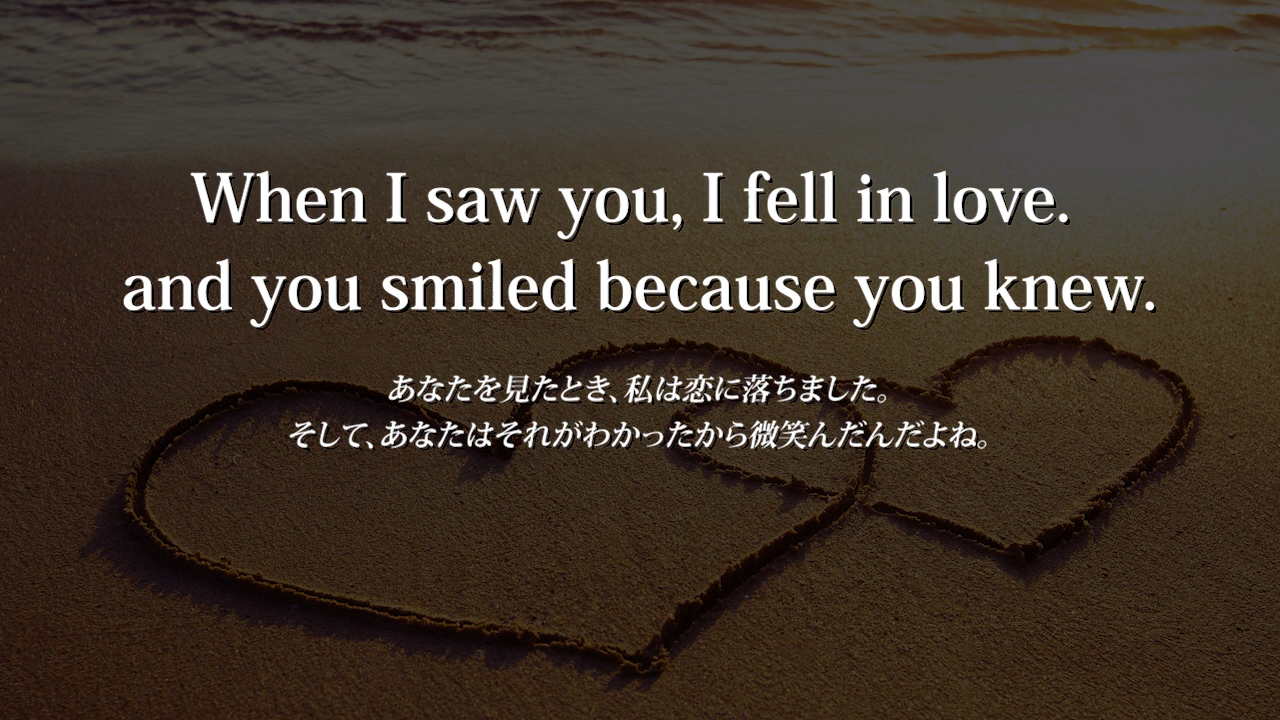 When I saw you, I fell in love.
and you smiled because you knew.
あなたを見たとき、私は恋に落ちました。
そして、あなたはそれがわかったから微笑んだんだよね。